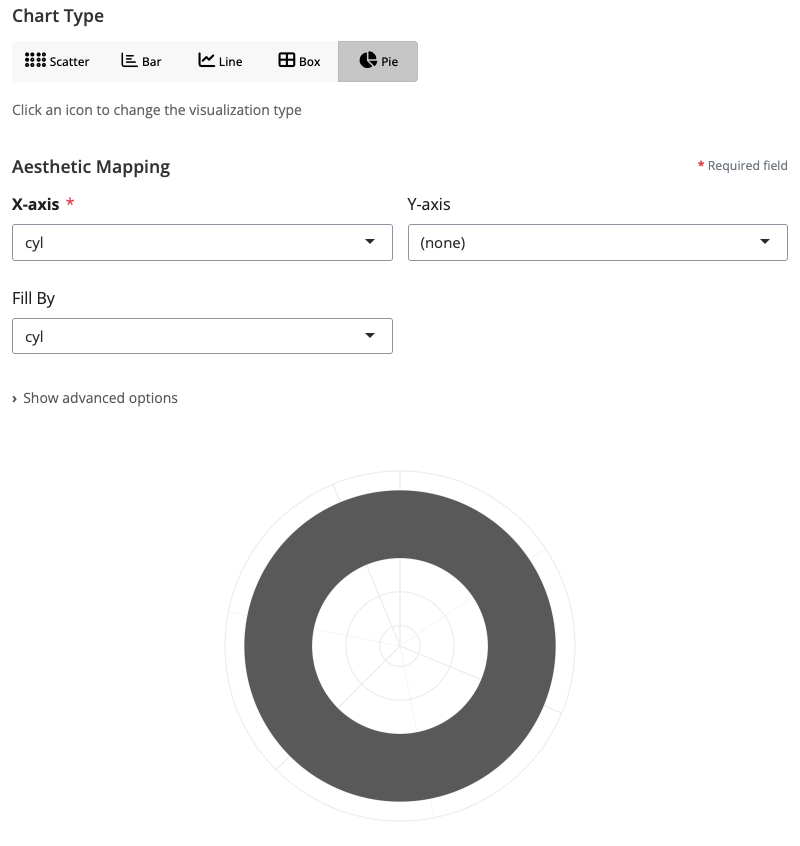 Chart Type
Scatter Bar Line Box Pie
Click an icon to change the visualization type
Aesthetic Mapping * Required field
X-axis * Y-axis
cyl (none)
Fill By
cyl
› Show advanced options